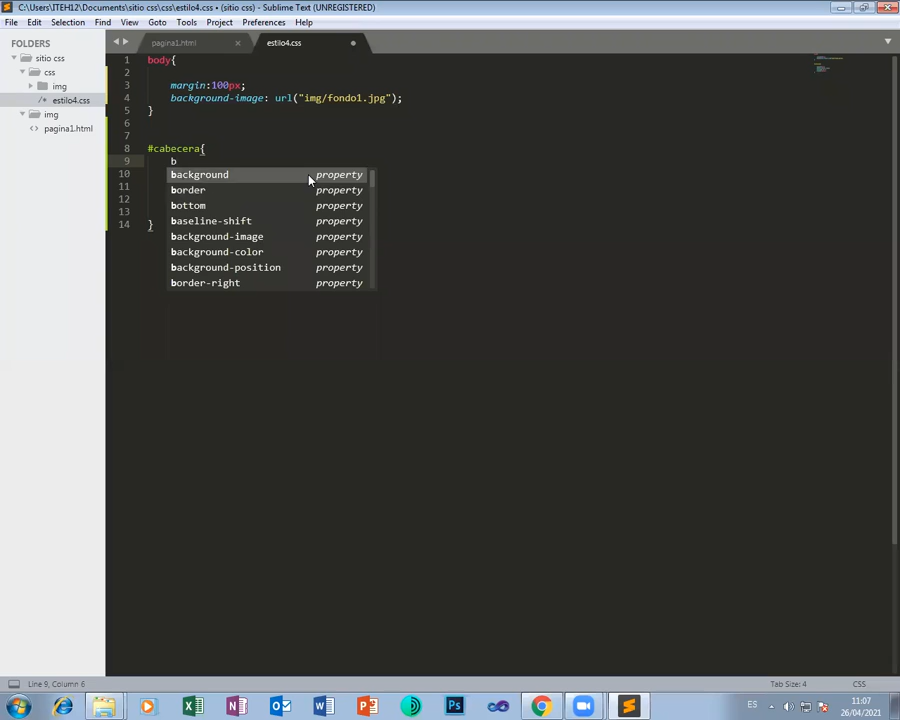 C:\Users\ITEH12\Documents\sitio css\css\estilo4.css • (sitio css) - Sublime Text (UNREGISTERED)
File Edit Selection Find View Goto Tools Project Preferences Help
FOLDERS
sitio css
css
img
estilo4.css
img
pagina1.html
pagina1.html estilo4.css
1 body{
2
3 margin:100px;
4 background-image: url("img/fondo1.jpg");
5 }
6
7
8 #cabecera{
9 b
10
11
12
13
14 }
background property
border property
bottom property
baseline-shift property
background-image property
background-color property
background-position property
border-right property
Line 9, Column 6
Tab Size: 4 CSS
ES
11:07
26/04/2021